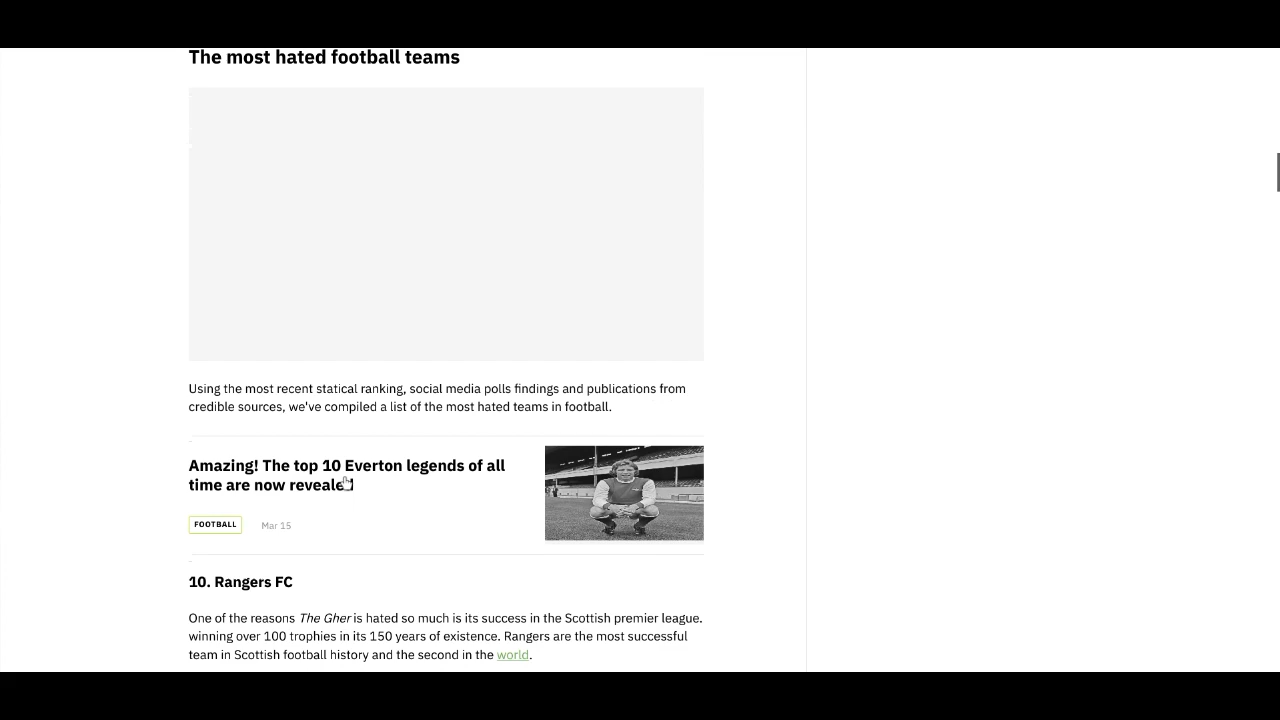 The most hated football teams
Using the most recent statical ranking, social media polls findings and publications from
credible sources, we've compiled a list of the most hated teams in football.
Amazing! The top 10 Everton legends of all
time are now revealed!
FOOTBALL Mar 15
10. Rangers FC
One of the reasons The Gher is hated so much is its success in the Scottish premier league.
winning over 100 trophies in its 150 years of existence. Rangers are the most successful
team in Scottish football history and the second in the world.